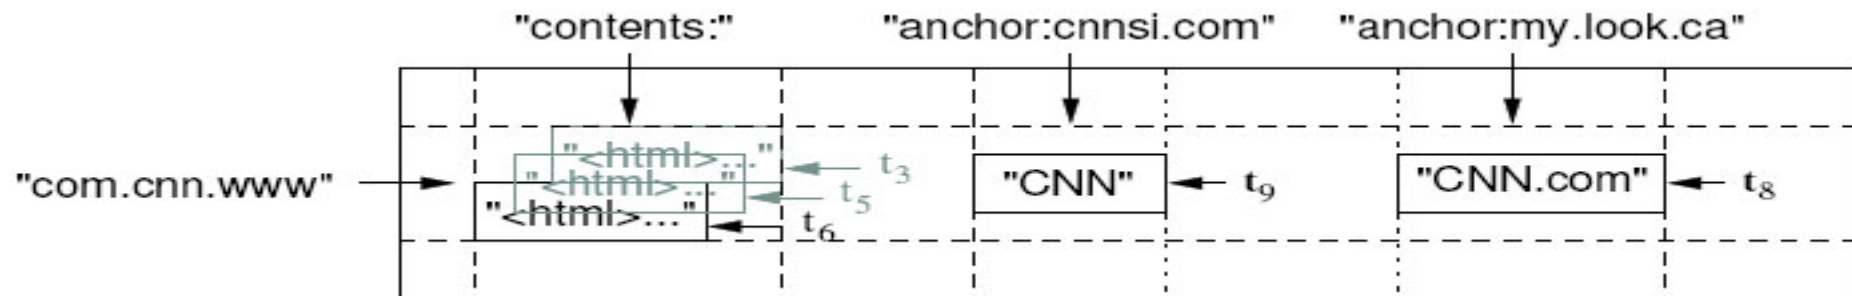 "contents:" "anchor:cnnsi.com" "anchor:my.look.ca"
"<html>..." t3
"com.cnn.www" "<html>..." t5 "CNN" t9 "CNN.com" t8
"<html>..." t6